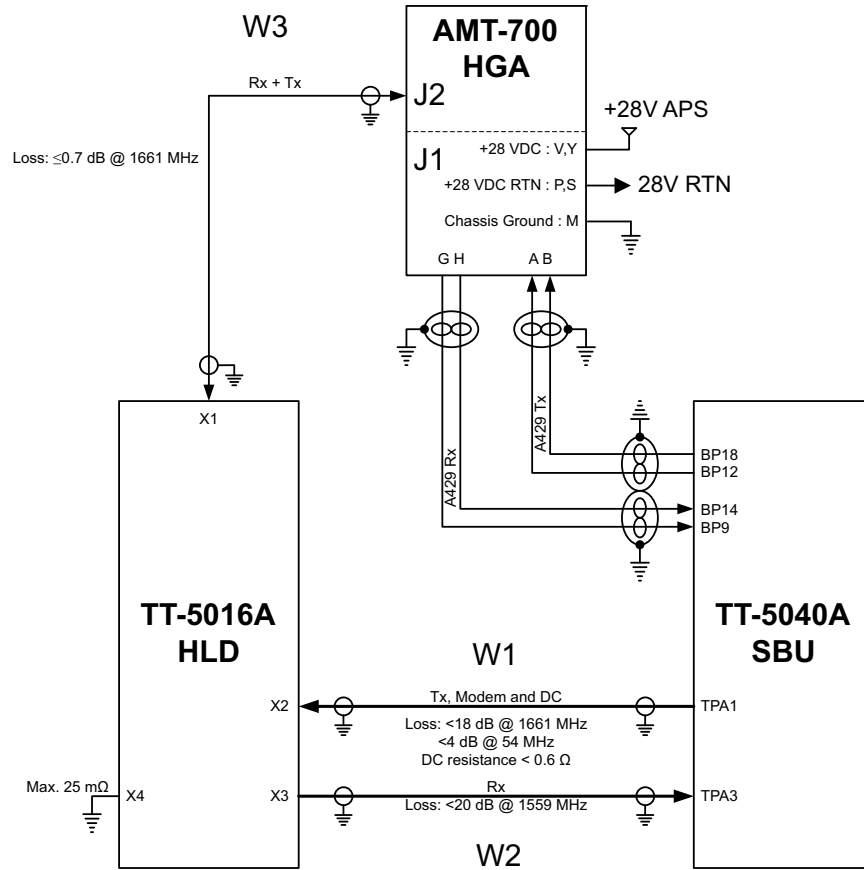 W3
AMT-700
HGA
Rx + Tx
J2
+28V APS
Loss: ≤0.7 dB @ 1661 MHz
J1
+28 VDC : V,Y
+28 VDC RTN : P,S
28V RTN
Chassis Ground : M
G H
A B
A429 Rx
A429 Tx
X1
BP18
BP12
BP14
BP9
TT-5016A
HLD
TT-5040A
SBU
W1
X2
Tx, Modem and DC
TPA1
Loss: <18 dB @ 1661 MHz
<4 dB @ 54 MHz
DC resistance < 0.6 Ω
Max. 25 mΩ
X4
X3
Rx
TPA3
Loss: <20 dB @ 1559 MHz
W2